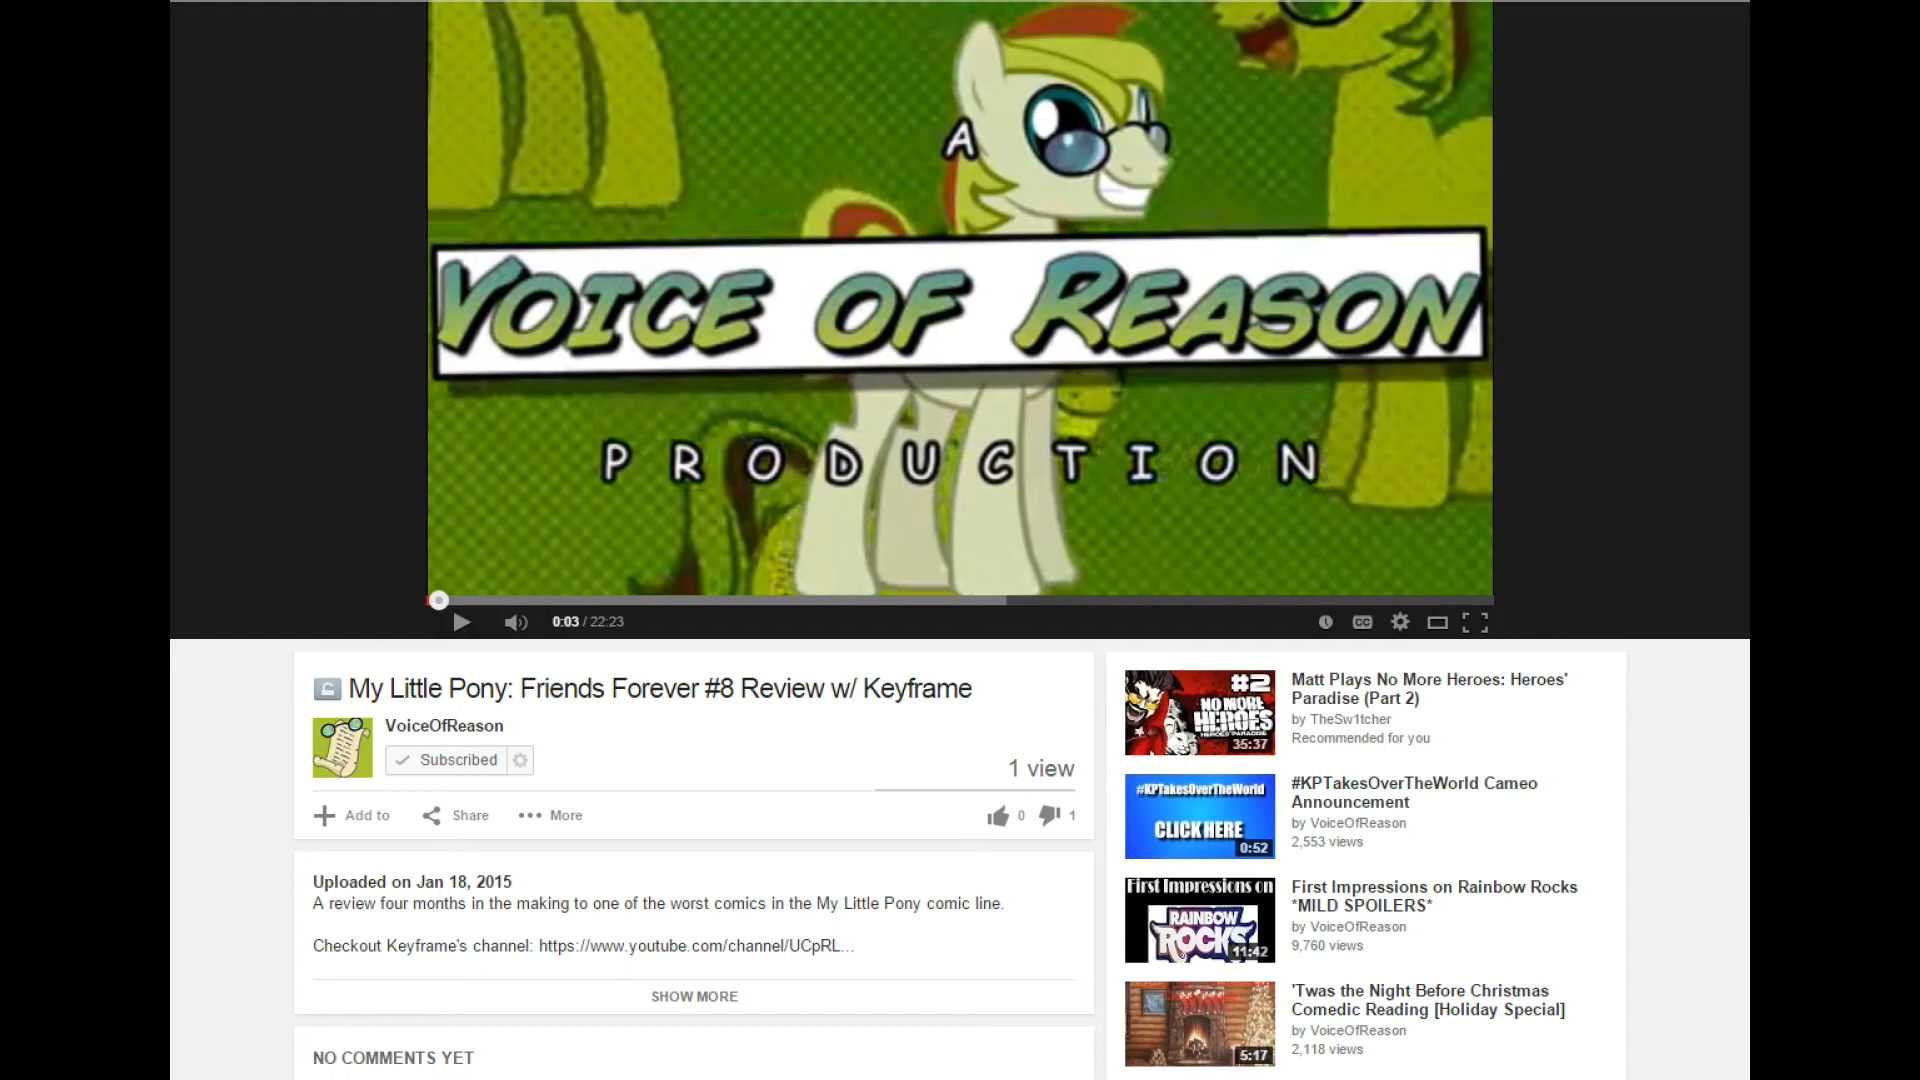 A
VOICE OF REASON
PRODUCTION
0:03 / 22:23
CC
My Little Pony: Friends Forever #8 Review w/ Keyframe
VoiceOfReason
Subscribed
1 view
Add to
Share
More
0
1
Uploaded on Jan 18, 2015
A review four months in the making to one of the worst comics in the My Little Pony comic line.
Checkout Keyframe's channel: https://www.youtube.com/channel/UCpRL...
SHOW MORE
NO COMMENTS YET
#2
NO MORE
HEROES
HEROES PARADISE
35:37
Matt Plays No More Heroes: Heroes'
Paradise (Part 2)
by TheSw1tcher
Recommended for you
#KPTakesOverTheWorld
CLICK HERE
0:52
#KPTakesOverTheWorld Cameo
Announcement
by VoiceOfReason
2,553 views
First Impressions on
RAINBOW
ROCKS
11:42
First Impressions on Rainbow Rocks
*MILD SPOILERS*
by VoiceOfReason
9,760 views
5:17
'Twas the Night Before Christmas
Comedic Reading [Holiday Special]
by VoiceOfReason
2,118 views